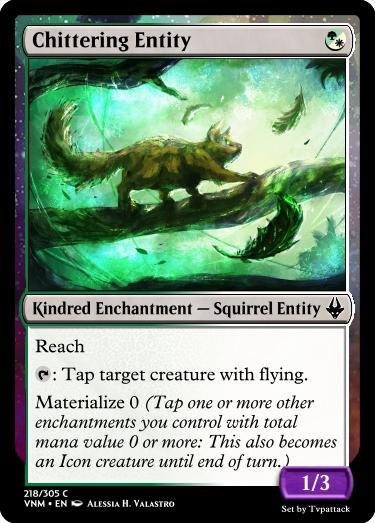 Chittering Entity
Kindred Enchantment — Squirrel Entity
Reach
: Tap target creature with flying.
Materialize 0 (Tap one or more other
enchantments you control with total
mana value 0 or more: This also becomes
an Icon creature until end of turn.)
1/3
218/305 C
VNM • EN Alessia H. Valastro
Set by Tvpattack